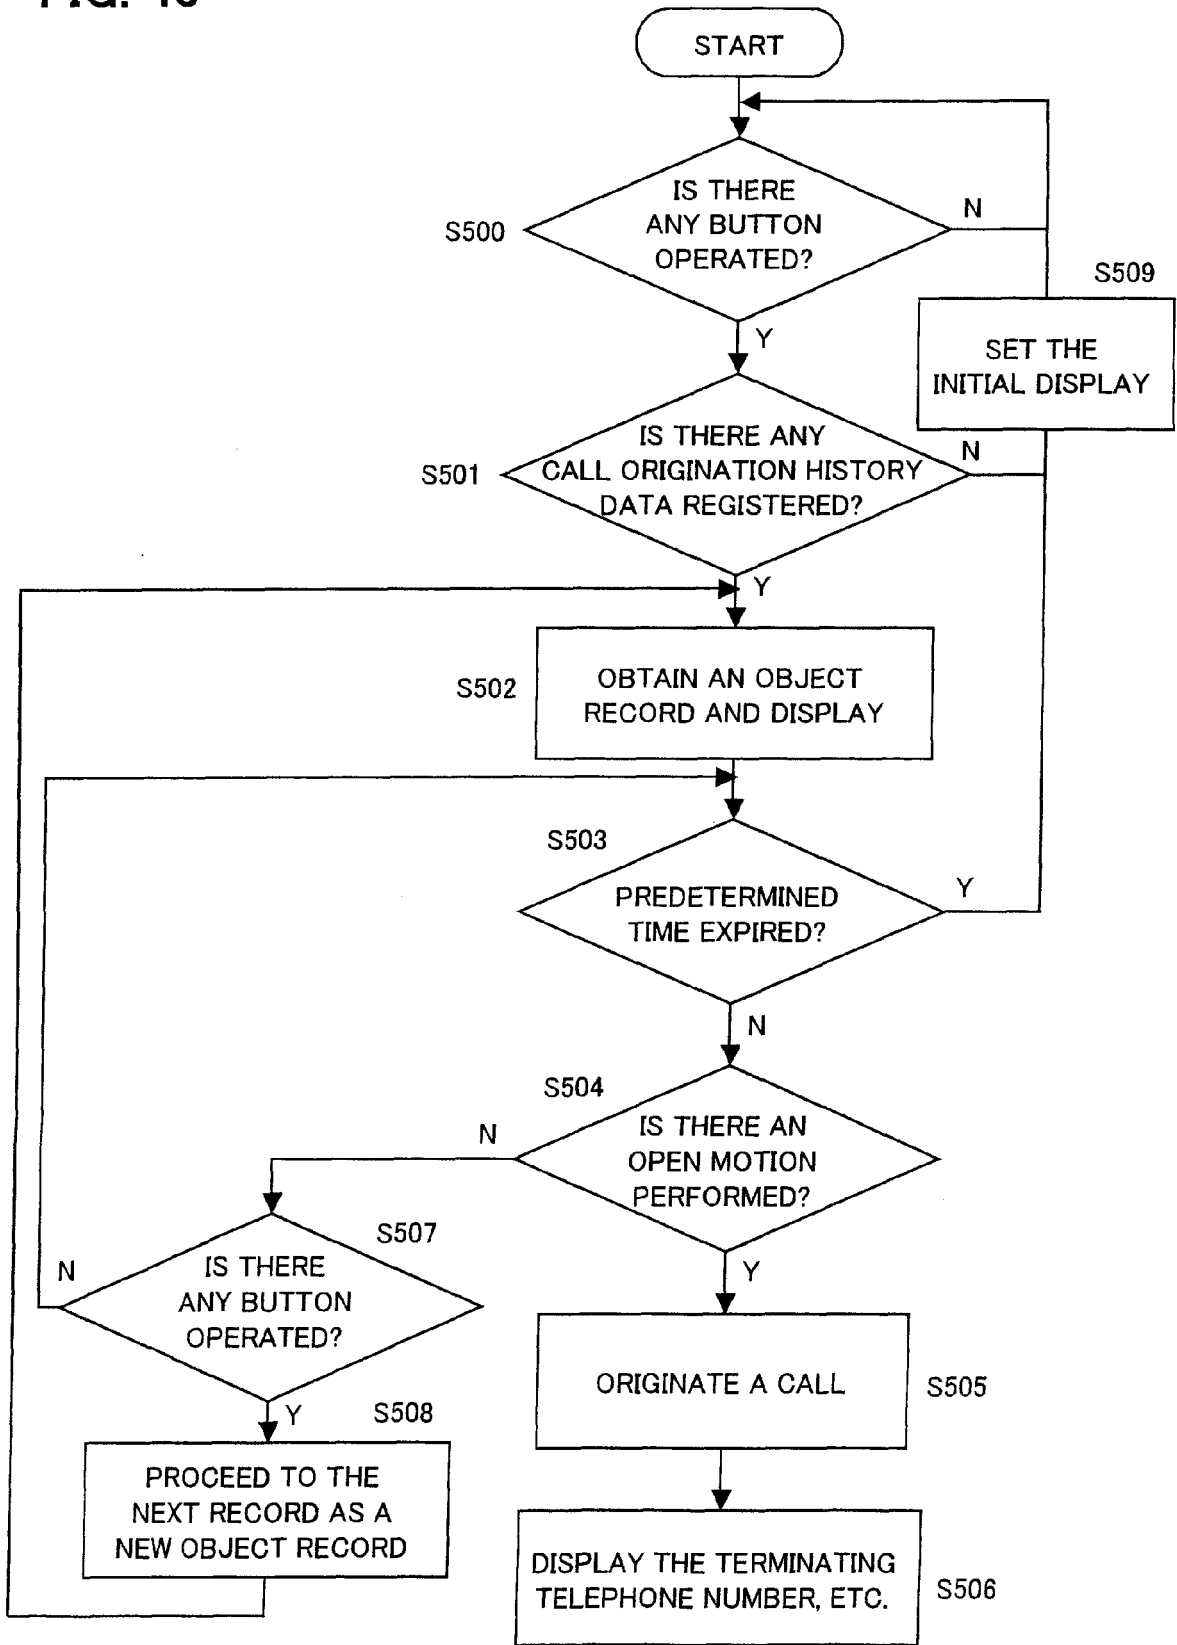 START
IS THERE
ANY BUTTON
OPERATED?
N
S500
Y
S509
SET THE
INITIAL DISPLAY
IS THERE ANY
CALL ORIGINATION HISTORY
DATA REGISTERED?
N
S501
Y
OBTAIN AN OBJECT
RECORD AND DISPLAY
S502
S503
PREDETERMINED
TIME EXPIRED?
Y
N
S504
IS THERE AN
OPEN MOTION
PERFORMED?
N
Y
S507
IS THERE
ANY BUTTON
OPERATED?
N
Y
S508
PROCEED TO THE
NEXT RECORD AS A
NEW OBJECT RECORD
ORIGINATE A CALL
S505
DISPLAY THE TERMINATING
TELEPHONE NUMBER, ETC.
S506